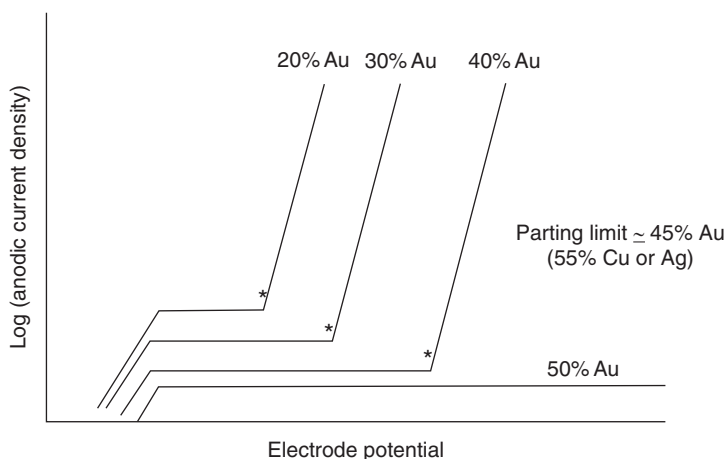 20% Au
30% Au
40% Au
Log (anodic current density)
Parting limit ≃ 45% Au
(55% Cu or Ag)
*
*
*
50% Au
Electrode potential